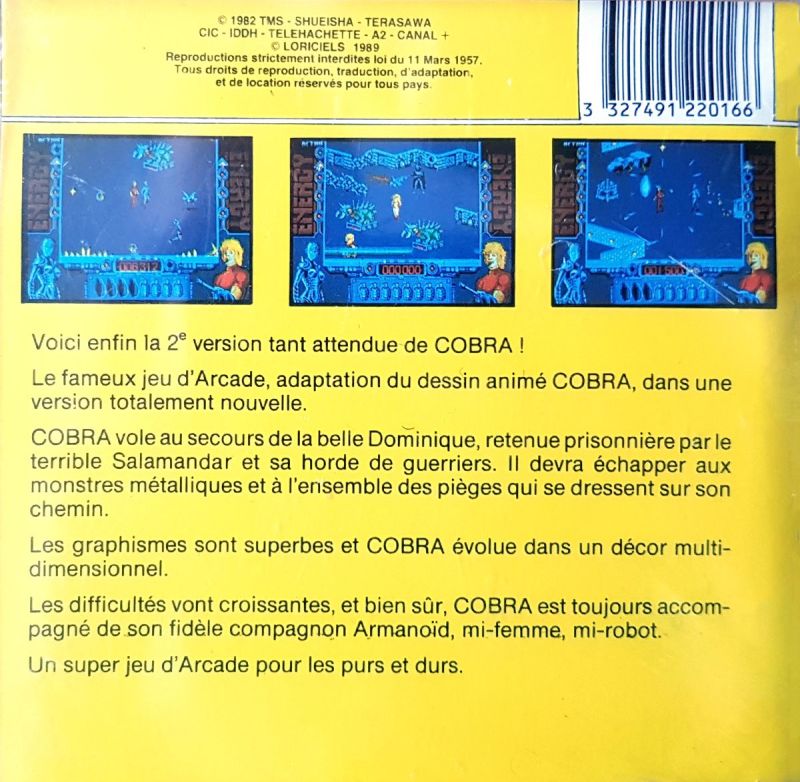 © 1982 TMS - SHUEISHA - TERASAWA
CIC - IDDH - TELEHACHETTE - A2 - CANAL +
© LORICIELS 1989
Reproductions strictement interdites loi du 11 Mars 1957.
Tous droits de reproduction, traduction, d'adaptation,
et de location réservés pour tous pays.
3 327491 220166
ENERGY
ENERGY
006312
ENERGY
ENERGY
000000
ENERGY
ENERGY
001500
Voici enfin la 2e version tant attendue de COBRA !
Le fameux jeu d'Arcade, adaptation du dessin animé COBRA, dans une
version totalement nouvelle.
COBRA vole au secours de la belle Dominique, retenue prisonnière par le
terrible Salamandar et sa horde de guerriers. Il devra échapper aux
monstres métalliques et à l'ensemble des pièges qui se dressent sur son
chemin.
Les graphismes sont superbes et COBRA évolue dans un décor multi-
dimensionnel.
Les difficultés vont croissantes, et bien sûr, COBRA est toujours accom-
pagné de son fidèle compagnon Armanoïd, mi-femme, mi-robot.
Un super jeu d'Arcade pour les purs et durs.